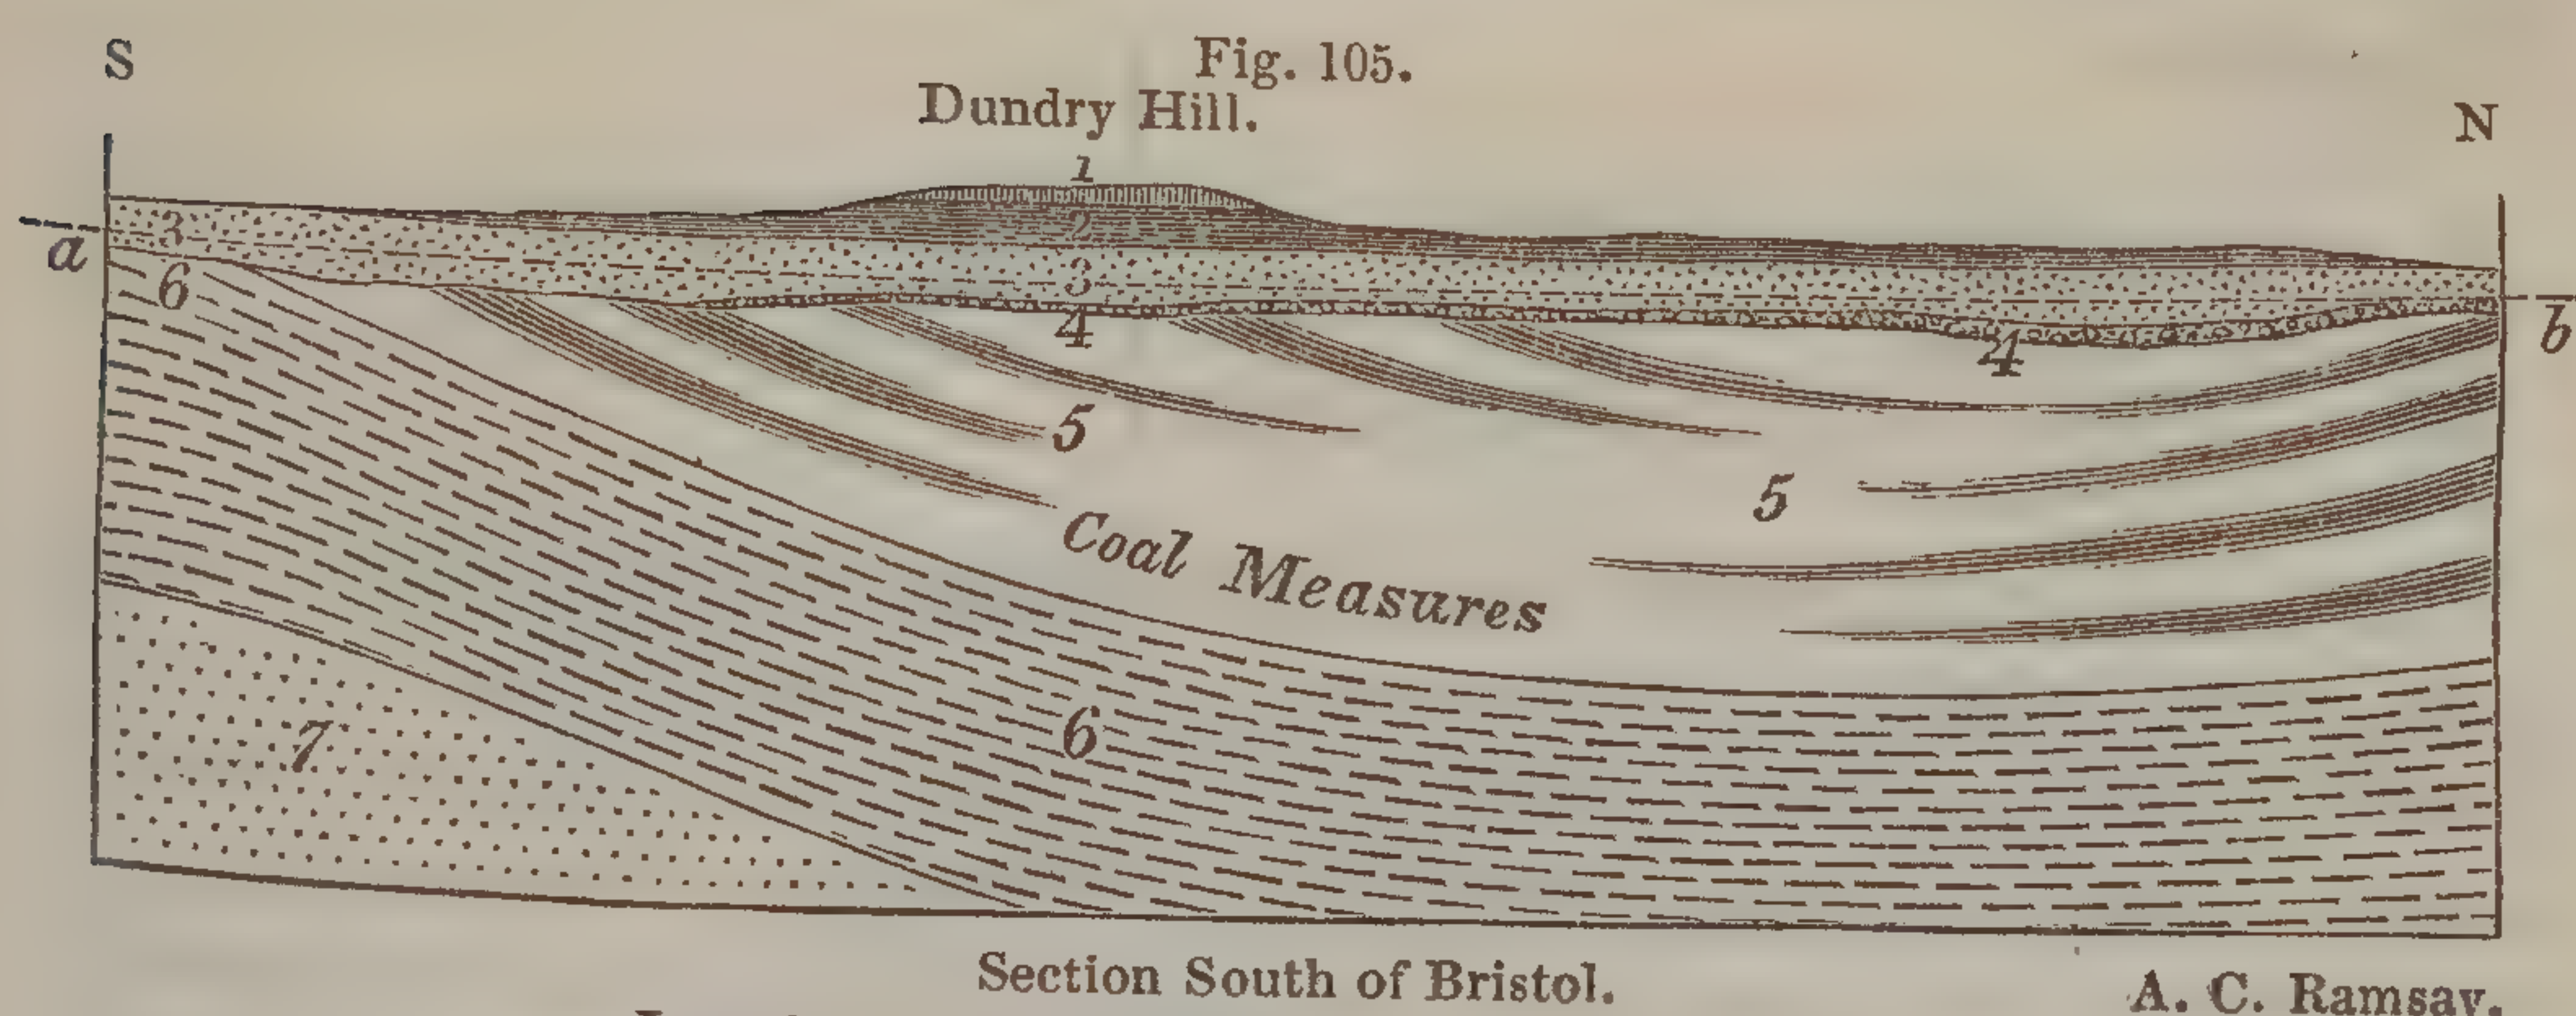 S
Fig. 105.
Dundry Hill.
N
1
2
3
3
a
6
4
4
b
5
5
Coal Measures
6
7
Section South of Bristol.
A. C. Ramsay.